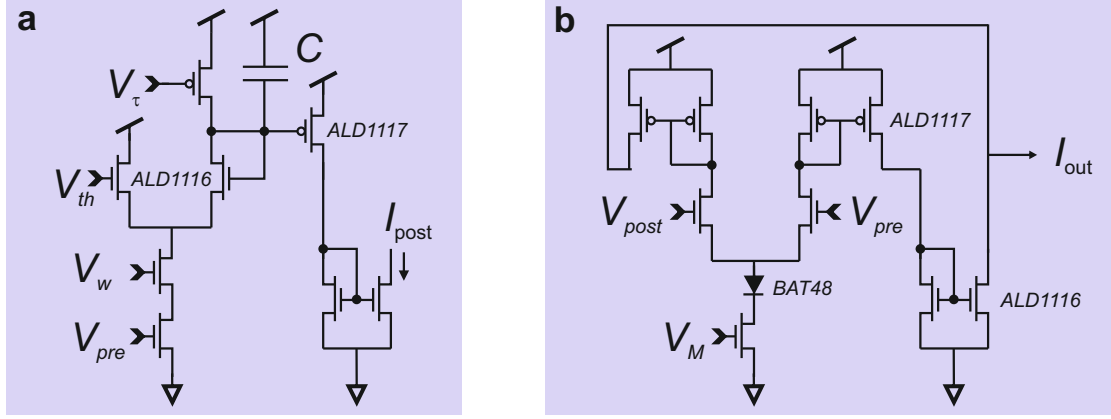 a
C
V_τ
ALD1117
V_th
ALD1116
I_post
V_w
V_pre
b
ALD1117
I_out
V_post
V_pre
BAT48
ALD1116
V_M